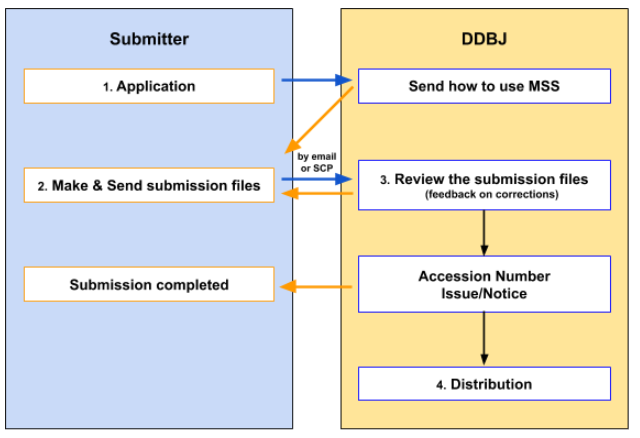 Submitter
DDBJ
1. Application
Send how to use MSS
by email
or SCP
2. Make & Send submission files
3. Review the submission files
(feedback on corrections)
Submission completed
Accession Number
Issue/Notice
4. Distribution